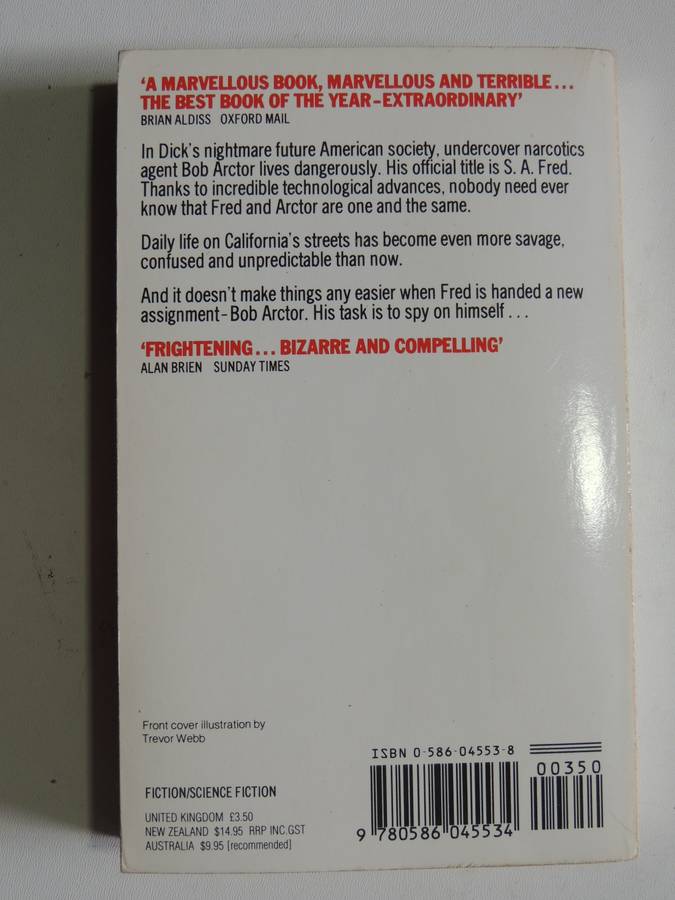 ‘A MARVELLOUS BOOK, MARVELLOUS AND TERRIBLE...
THE BEST BOOK OF THE YEAR–EXTRAORDINARY’
BRIAN ALDISS OXFORD MAIL
In Dick's nightmare future American society, undercover narcotics
agent Bob Arctor lives dangerously. His official title is S. A. Fred.
Thanks to incredible technological advances, nobody need ever
know that Fred and Arctor are one and the same.
Daily life on California's streets has become even more savage,
confused and unpredictable than now.
And it doesn't make things any easier when Fred is handed a new
assignment–Bob Arctor. His task is to spy on himself...
‘FRIGHTENING... BIZARRE AND COMPELLING’
ALAN BRIEN SUNDAY TIMES
Front cover illustration by
Trevor Webb
FICTION/SCIENCE FICTION
UNITED KINGDOM £3.50
NEW ZEALAND $14.95 RRP INC.GST
AUSTRALIA $9.95 [recommended]
ISBN 0-586-04553-8
00350
9 780586 045534